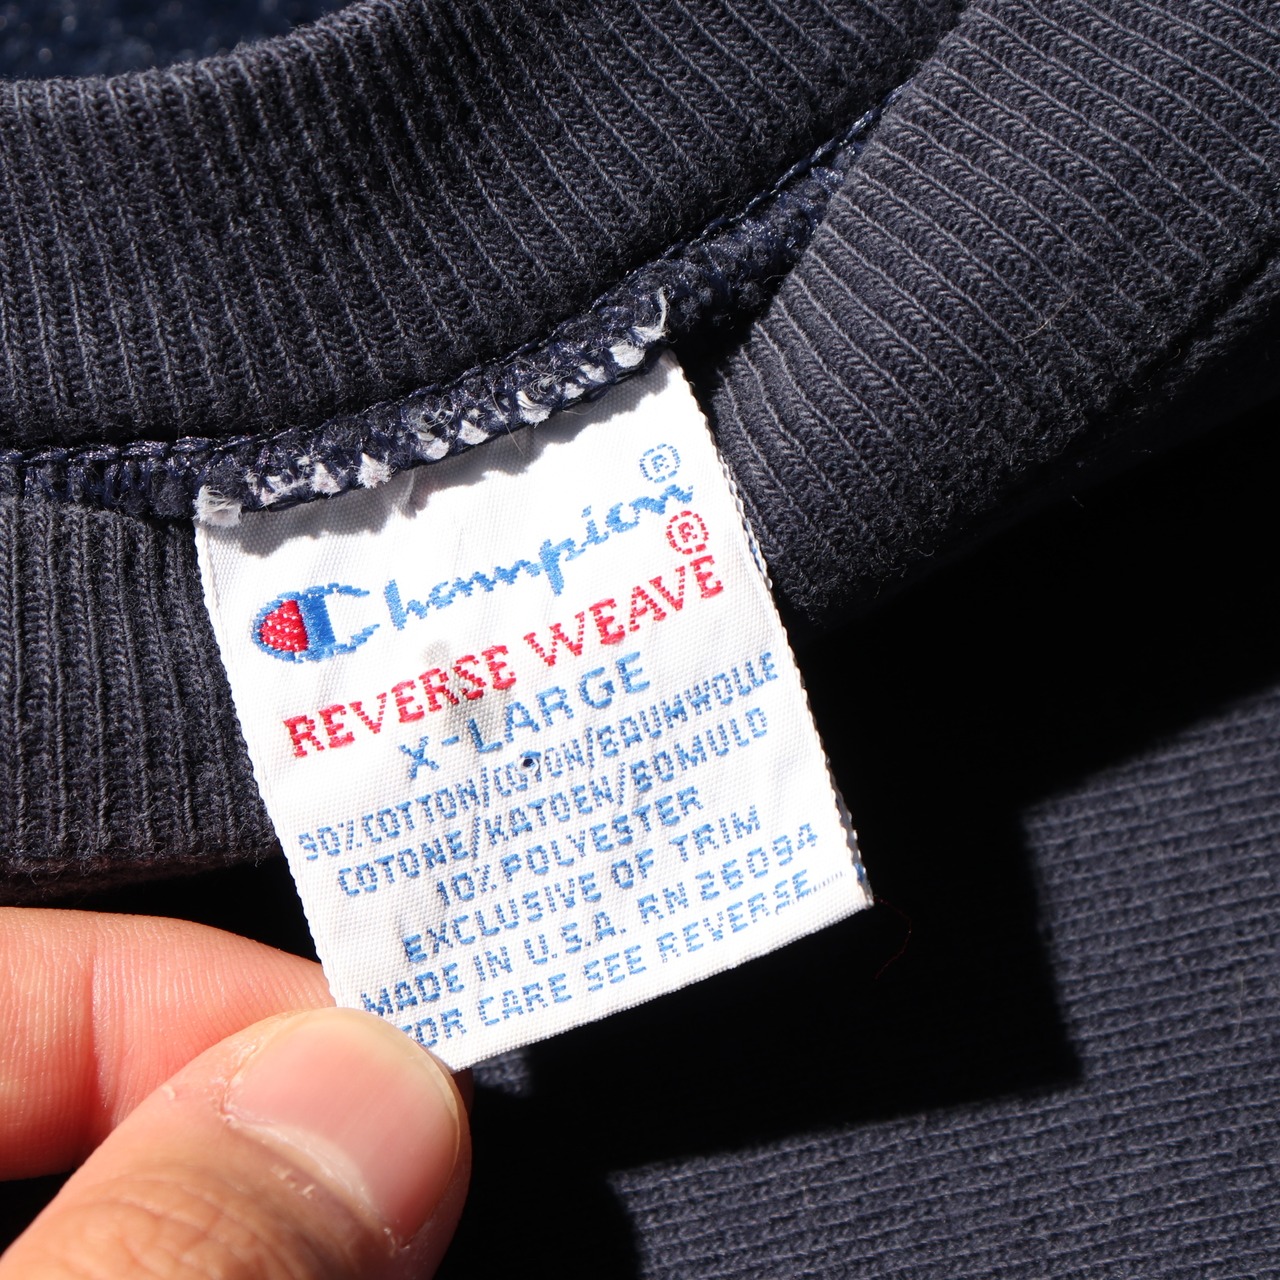 Champion®
REVERSE WEAVE®
X-LARGE
90% COTTON/COTON/BAUMWOLLE
COTONE/KATOEN/BOMULD
10% POLYESTER
EXCLUSIVE OF TRIM
MADE IN U.S.A. RN 26094
FOR CARE SEE REVERSE